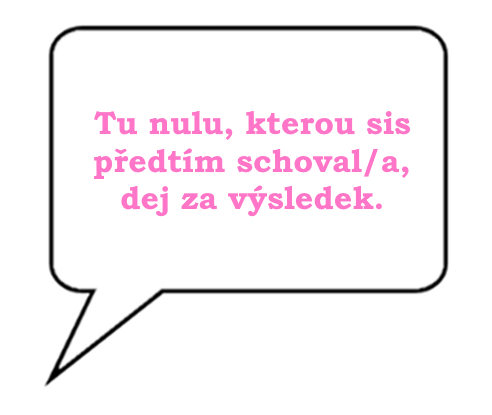 Tu nulu, kterou sis
předtím schoval/a,
dej za výsledek.